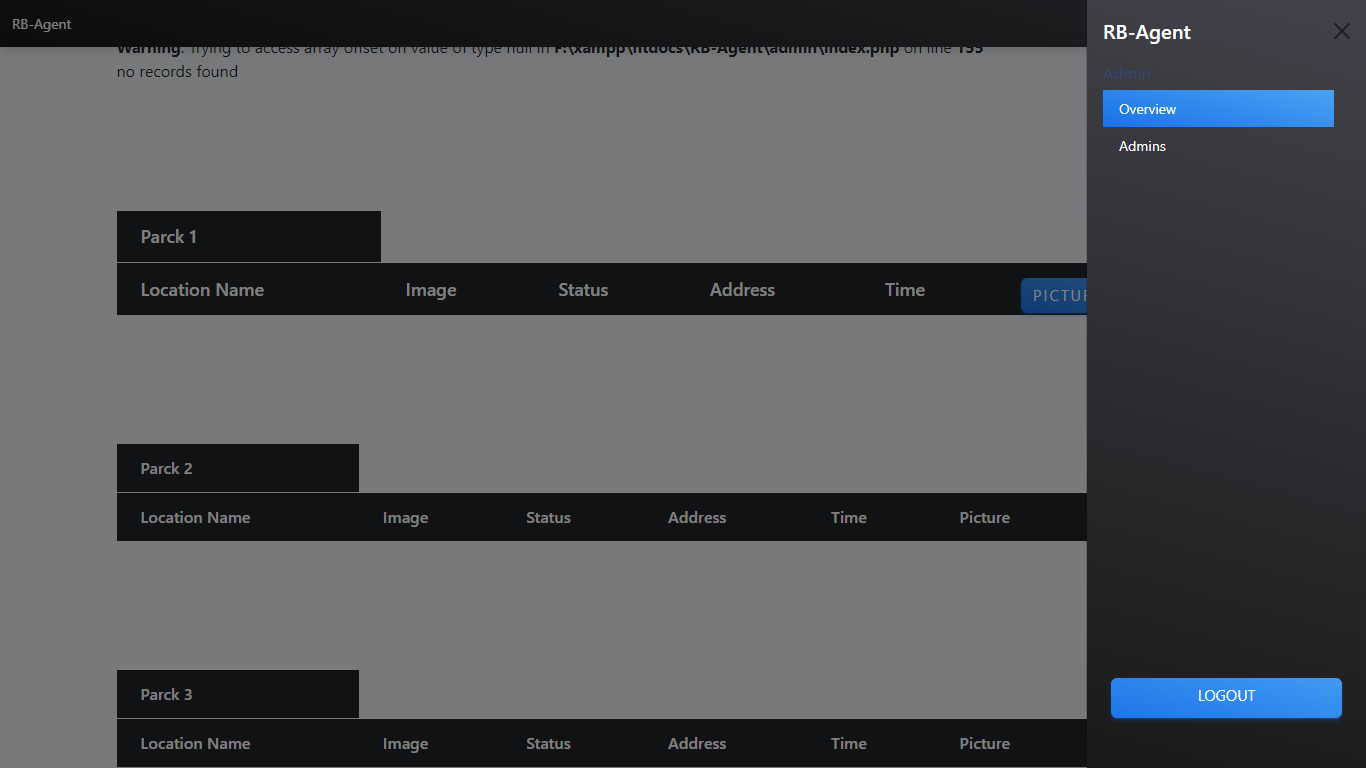 RB-Agent
Warning: Trying to access array offset on value of type null in F:\xampp\htdocs\RB-Agent\admin\index.php on line 155
no records found
Parck 1
Location Name Image Status Address Time PICTUR
Parck 2
Location Name Image Status Address Time Picture
Parck 3
Location Name Image Status Address Time Picture
RB-Agent
Admin
Overview
Admins
LOGOUT